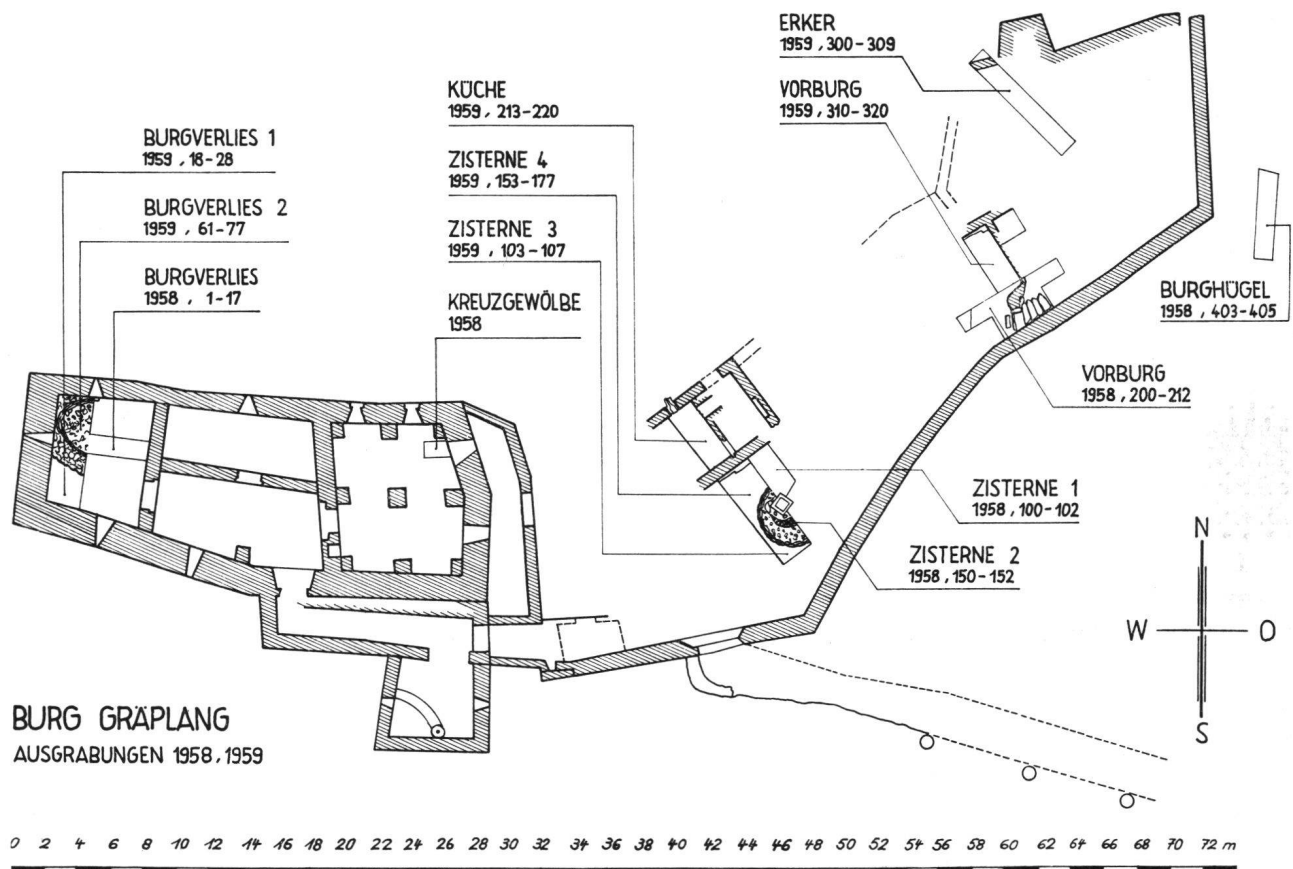 ERKER
1959, 300-309
VORBURG
1959, 310-320
KÜCHE
1959, 213-220
ZISTERNE 4
1959, 153-177
ZISTERNE 3
1959, 103-107
KREUZGEWÖLBE
1958
BURGVERLIES 1
1959, 18-28
BURGVERLIES 2
1959, 61-77
BURGVERLIES
1958, 1-17
BURGHÜGEL
1958, 403-405
VORBURG
1958, 200-212
ZISTERNE 1
1958, 100-102
ZISTERNE 2
1958, 150-152
N
W O
S
BURG GRÄPLANG
AUSGRABUNGEN 1958, 1959
0 2 4 6 8 10 12 14 16 18 20 22 24 26 28 30 32 34 36 38 40 42 44 46 48 50 52 54 56 58 60 62 64 66 68 70 72 m